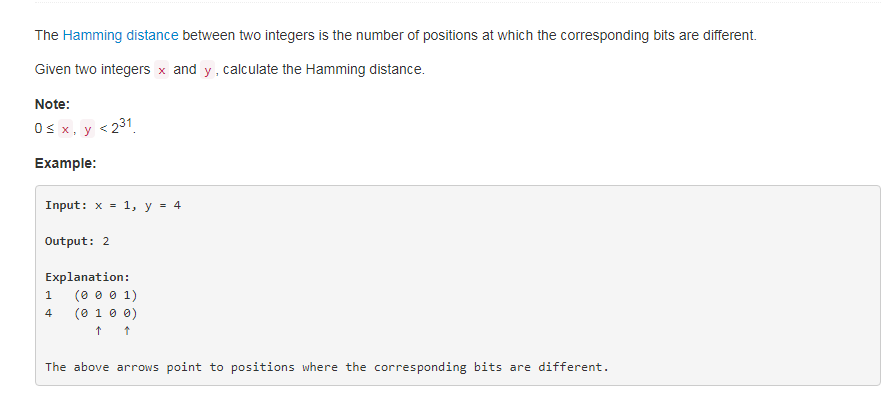 The Hamming distance between two integers is the number of positions at which the corresponding bits are different.
Given two integers x and y, calculate the Hamming distance.
Note:
0 ≤ x, y < 2³¹.
Example:
Input: x = 1, y = 4
Output: 2
Explanation:
1   (0 0 0 1)
4   (0 1 0 0)
       ↑   ↑
The above arrows point to positions where the corresponding bits are different.